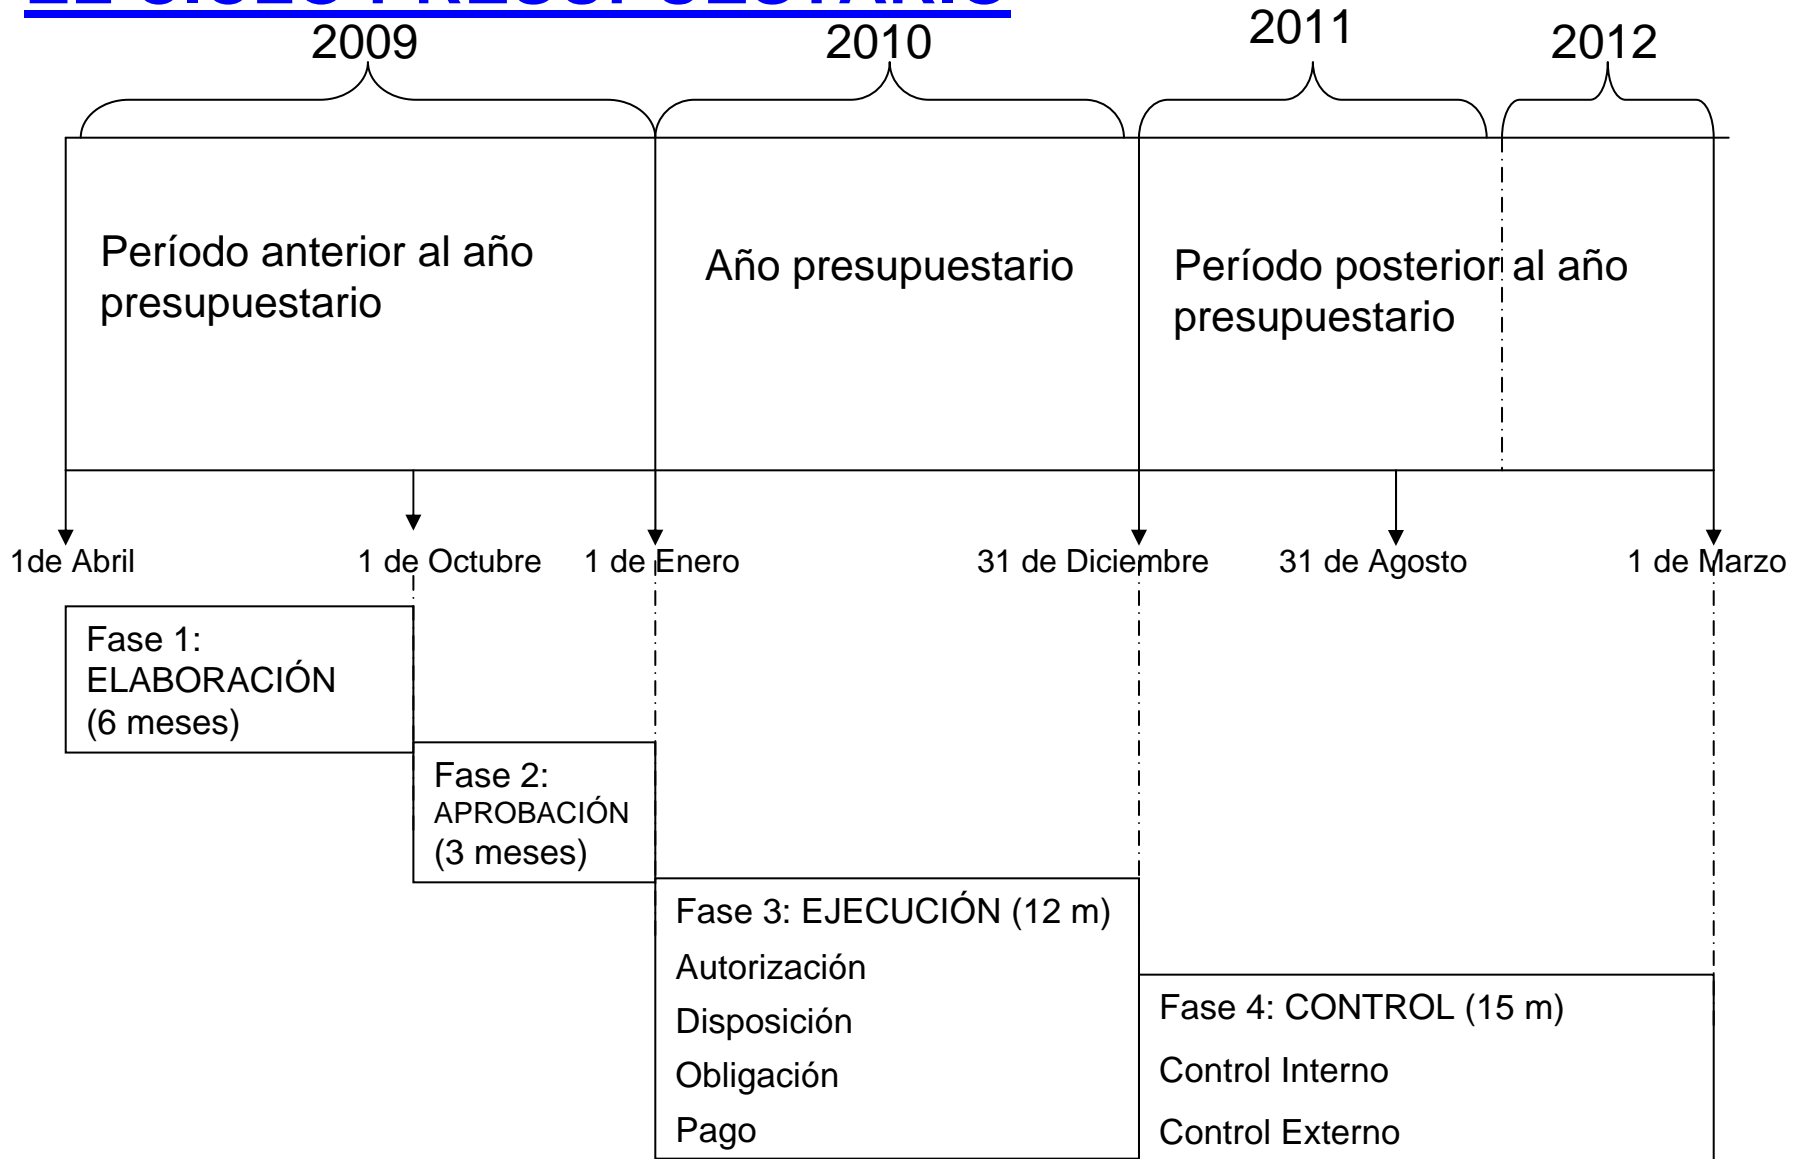 EL CICLO PRESUPUESTARIO
2009
2010
2011
2012
Período anterior al año
presupuestario
Año presupuestario
Período posterior al año
presupuestario
1de Abril
1 de Octubre
1 de Enero
31 de Diciembre
31 de Agosto
1 de Marzo
Fase 1:
ELABORACIÓN
(6 meses)
Fase 2:
APROBACIÓN
(3 meses)
Fase 3: EJECUCIÓN (12 m)
Autorización
Disposición
Obligación
Pago
Fase 4: CONTROL (15 m)
Control Interno
Control Externo